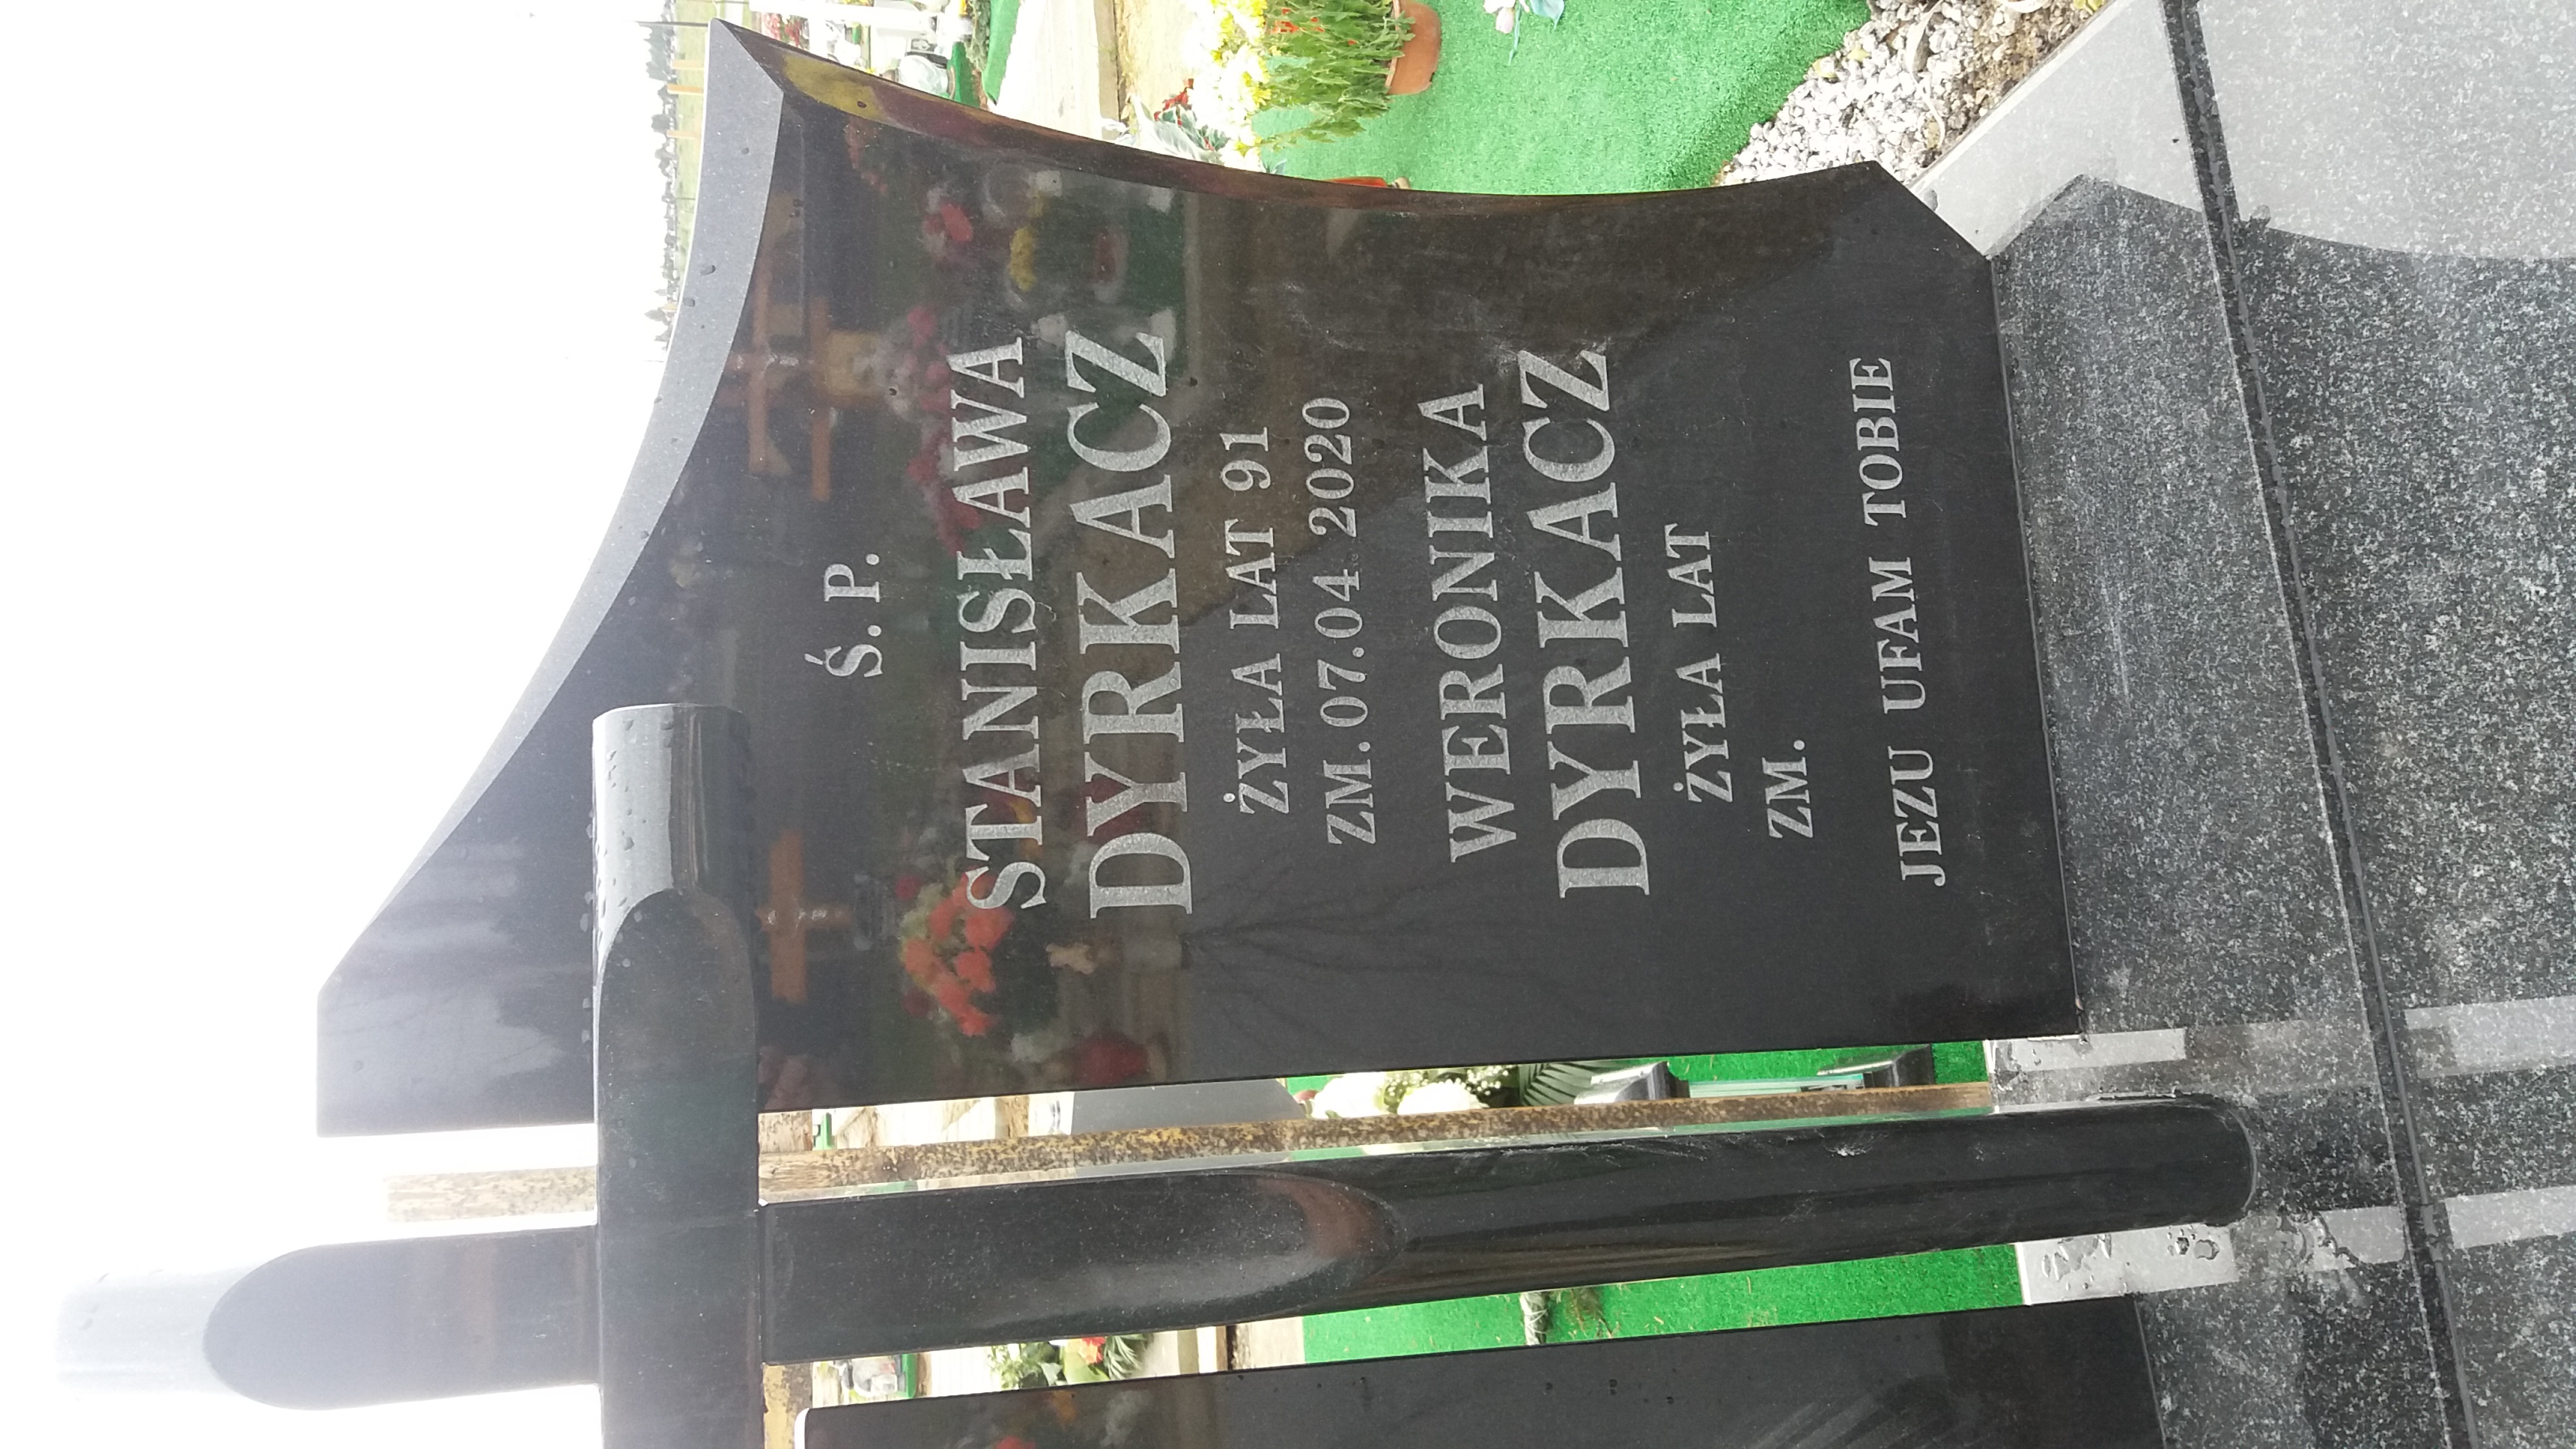 Ś. P.
STANISŁAWA
DYRKACZ
ŻYŁA LAT 91
ZM. 07.04 2020
WERONIKA
DYRKACZ
ŻYŁA LAT
ZM.
JEZU UFAM TOBIE